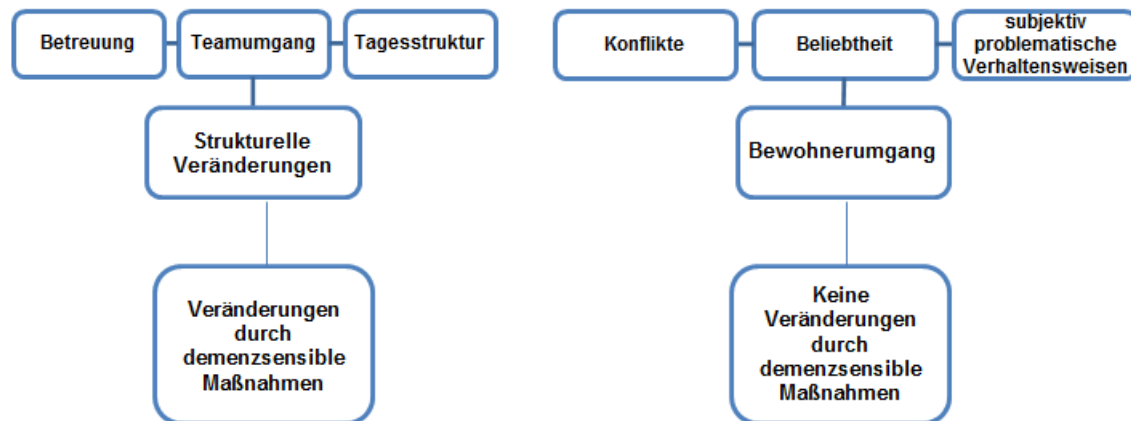 Betreuung
Teamumgang
Tagesstruktur
Strukturelle
Veränderungen
Veränderungen
durch
demenzsensible
Maßnahmen
Konflikte
Beliebtheit
subjektiv
problematische
Verhaltensweisen
Bewohnerumgang
Keine
Veränderungen
durch
demenzsensible
Maßnahmen